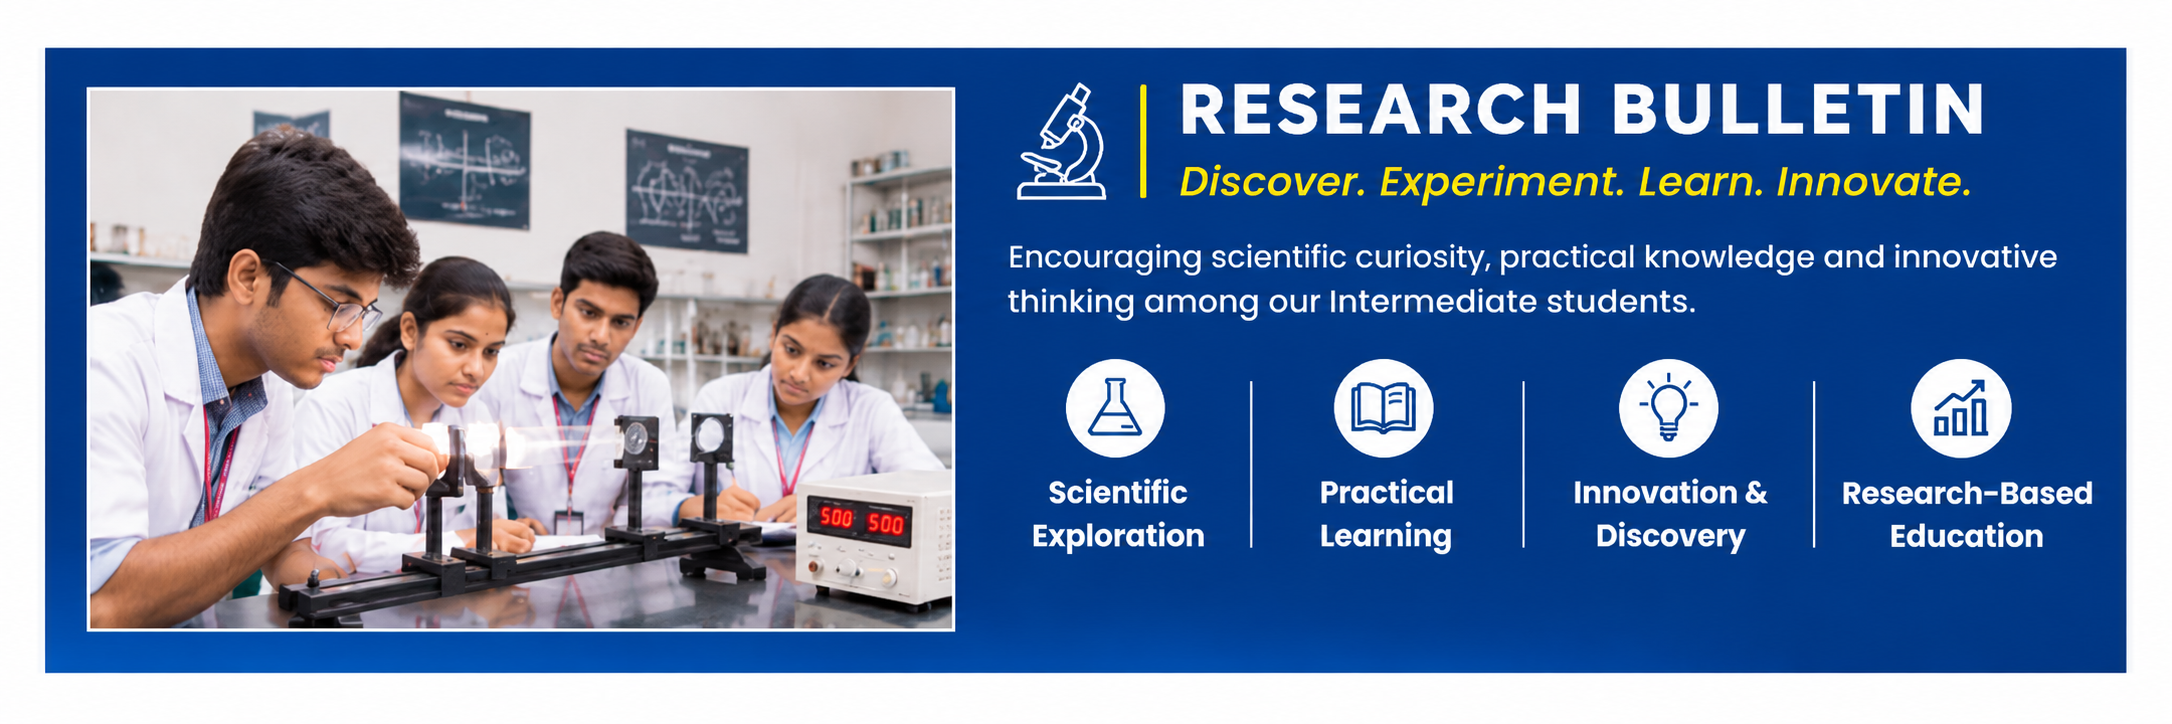 RESEARCH BULLETIN
Discover. Experiment. Learn. Innovate.
Encouraging scientific curiosity, practical knowledge and innovative
thinking among our Intermediate students.
Scientific
Exploration
Practical
Learning
Innovation &
Discovery
Research-Based
Education
500 500